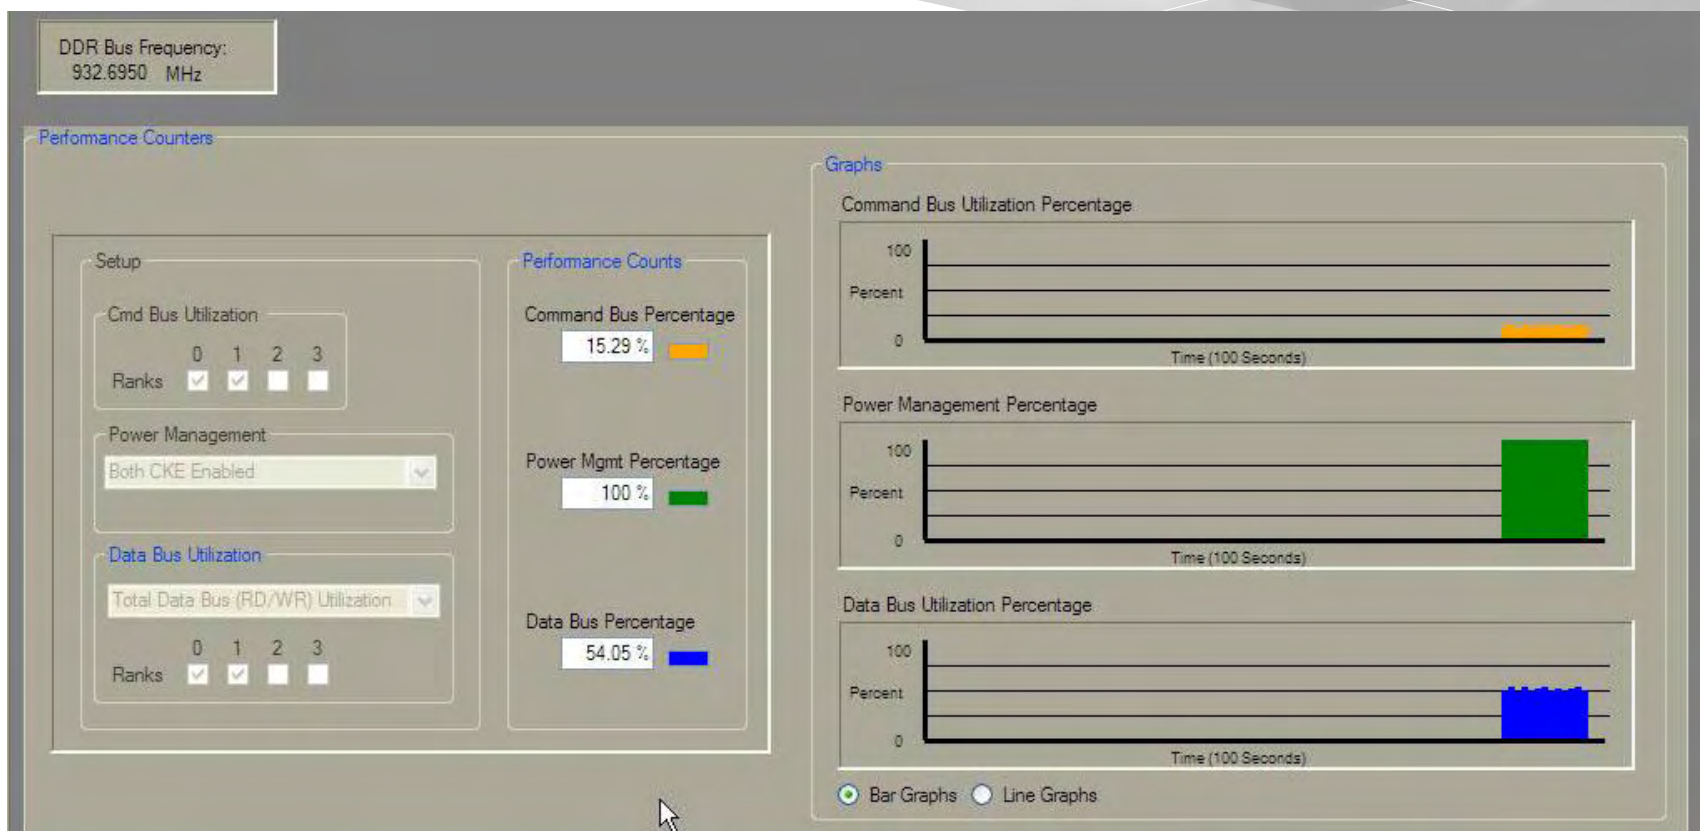 DDR Bus Frequency:
932.6950 MHz
Performance Counters
Setup
Cmd Bus Utilization
0 1 2 3
Ranks
Power Management
Both CKE Enabled
Data Bus Utilization
Total Data Bus (RD/WR) Utilization
0 1 2 3
Ranks
Performance Counts
Command Bus Percentage
15.29 %
Power Mgmt Percentage
100 %
Data Bus Percentage
54.05 %
Graphs
Command Bus Utilization Percentage
100
Percent
0
Time (100 Seconds)
Power Management Percentage
100
Percent
0
Time (100 Seconds)
Data Bus Utilization Percentage
100
Percent
0
Time (100 Seconds)
Bar Graphs Line Graphs